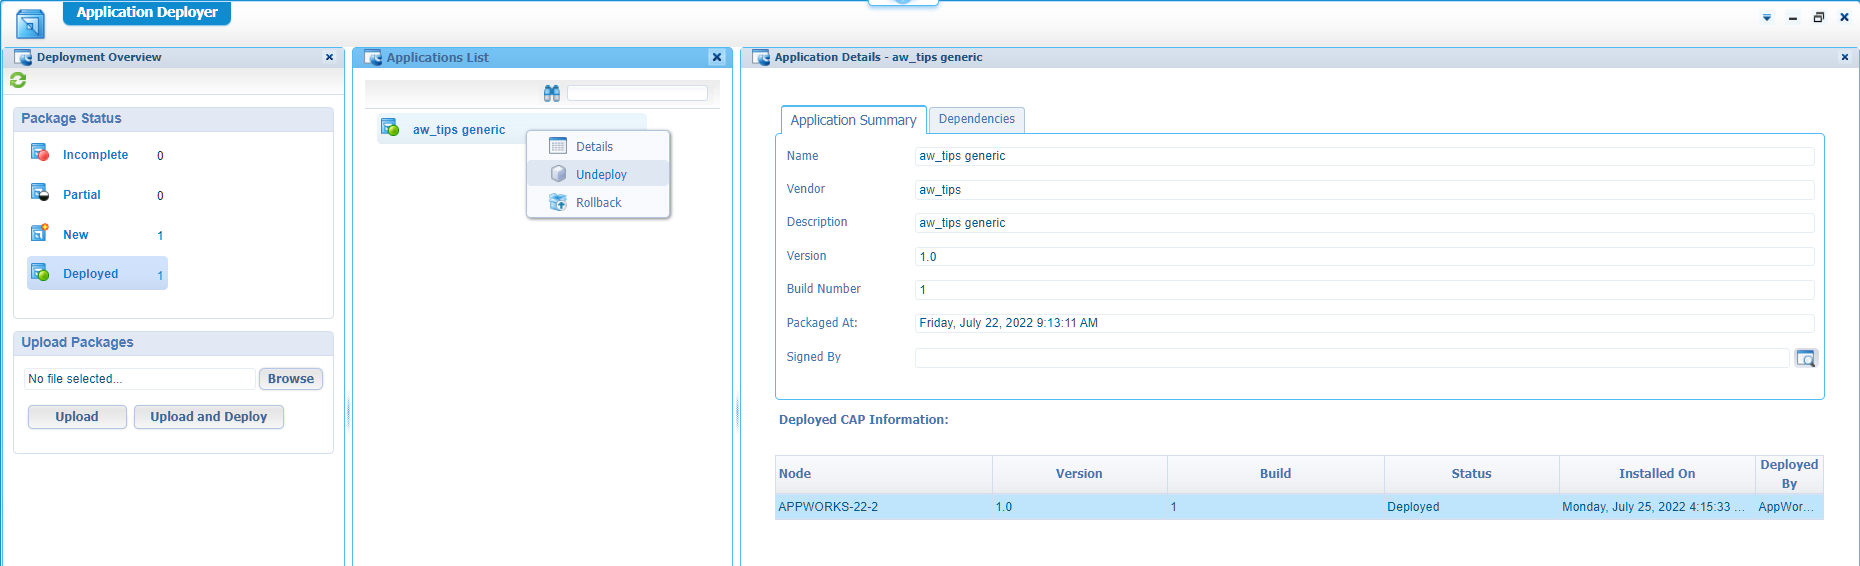 Application Deployer
Deployment Overview
Package Status
Incomplete 0
Partial 0
New 1
Deployed 1
Upload Packages
No file selected... Browse
Upload Upload and Deploy
Applications List
aw_tips generic
Details
Undeploy
Rollback
Application Details - aw_tips generic
Application Summary Dependencies
Name aw_tips generic
Vendor aw_tips
Description aw_tips generic
Version 1.0
Build Number 1
Packaged At: Friday, July 22, 2022 9:13:11 AM
Signed By
Deployed CAP Information:
Node Version Build Status Installed On Deployed By
APPWORKS-22-2 1.0 1 Deployed Monday, July 25, 2022 4:15:33 ... AppWor...